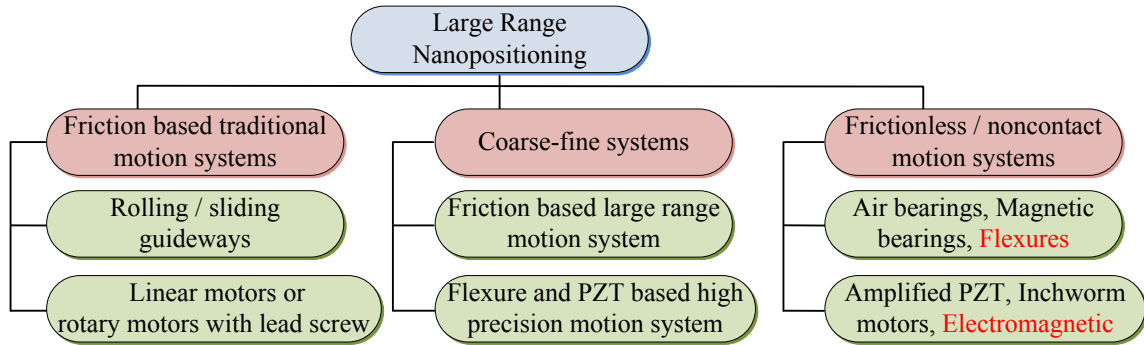 Large Range
Nanopositioning
Friction based traditional
motion systems
Rolling / sliding
guideways
Linear motors or
rotary motors with lead screw
Coarse-fine systems
Friction based large range
motion system
Flexure and PZT based high
precision motion system
Frictionless / noncontact
motion systems
Air bearings, Magnetic
bearings, Flexures
Amplified PZT, Inchworm
motors, Electromagnetic